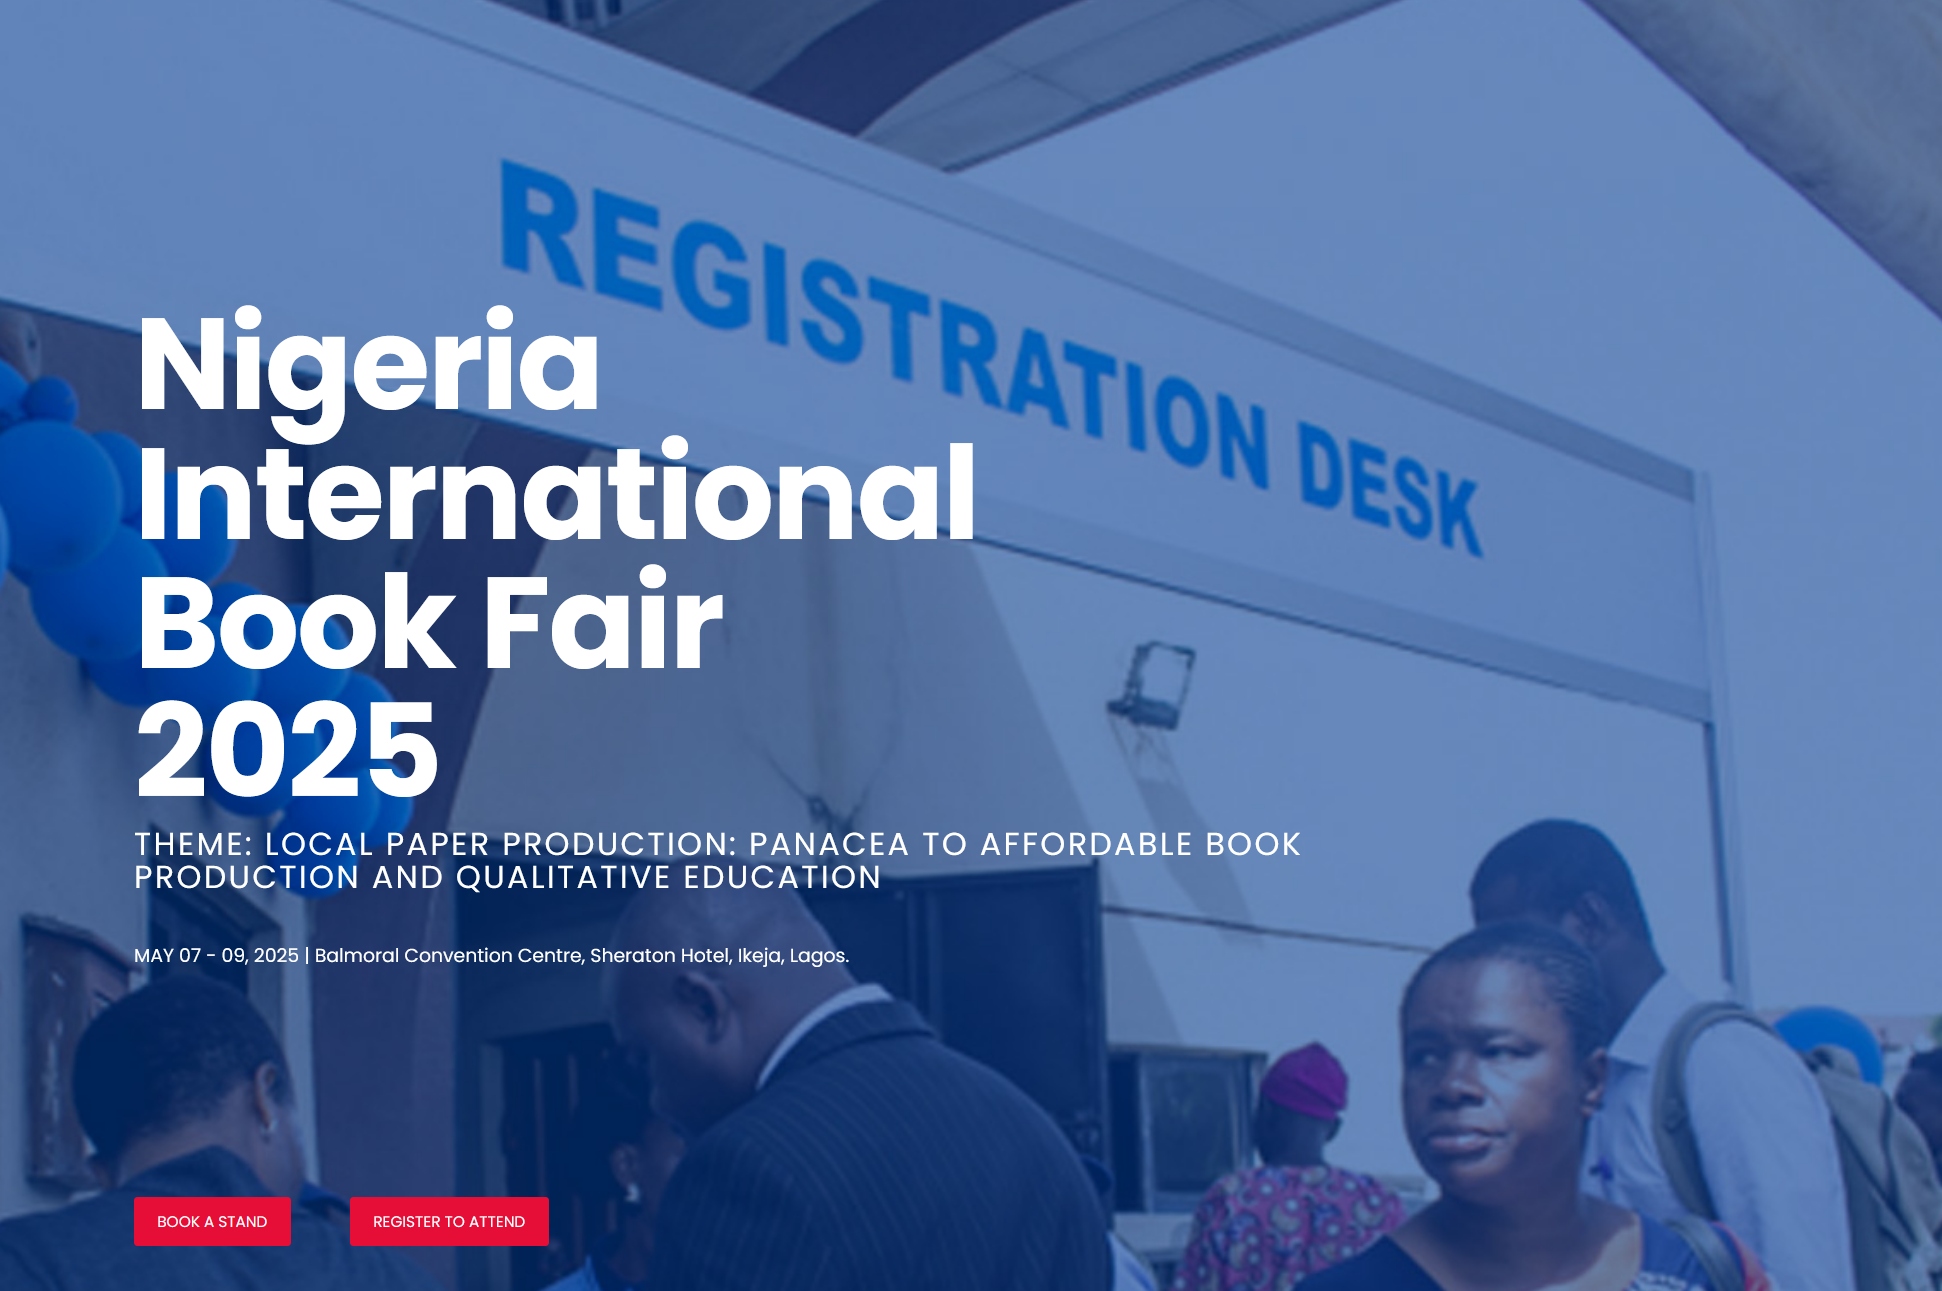 REGISTRATION DESK
Nigeria
International
Book Fair
2025
THEME: LOCAL PAPER PRODUCTION: PANACEA TO AFFORDABLE BOOK
PRODUCTION AND QUALITATIVE EDUCATION
MAY 07 - 09, 2025 | Balmoral Convention Centre, Sheraton Hotel, Ikeja, Lagos.
BOOK A STAND
REGISTER TO ATTEND